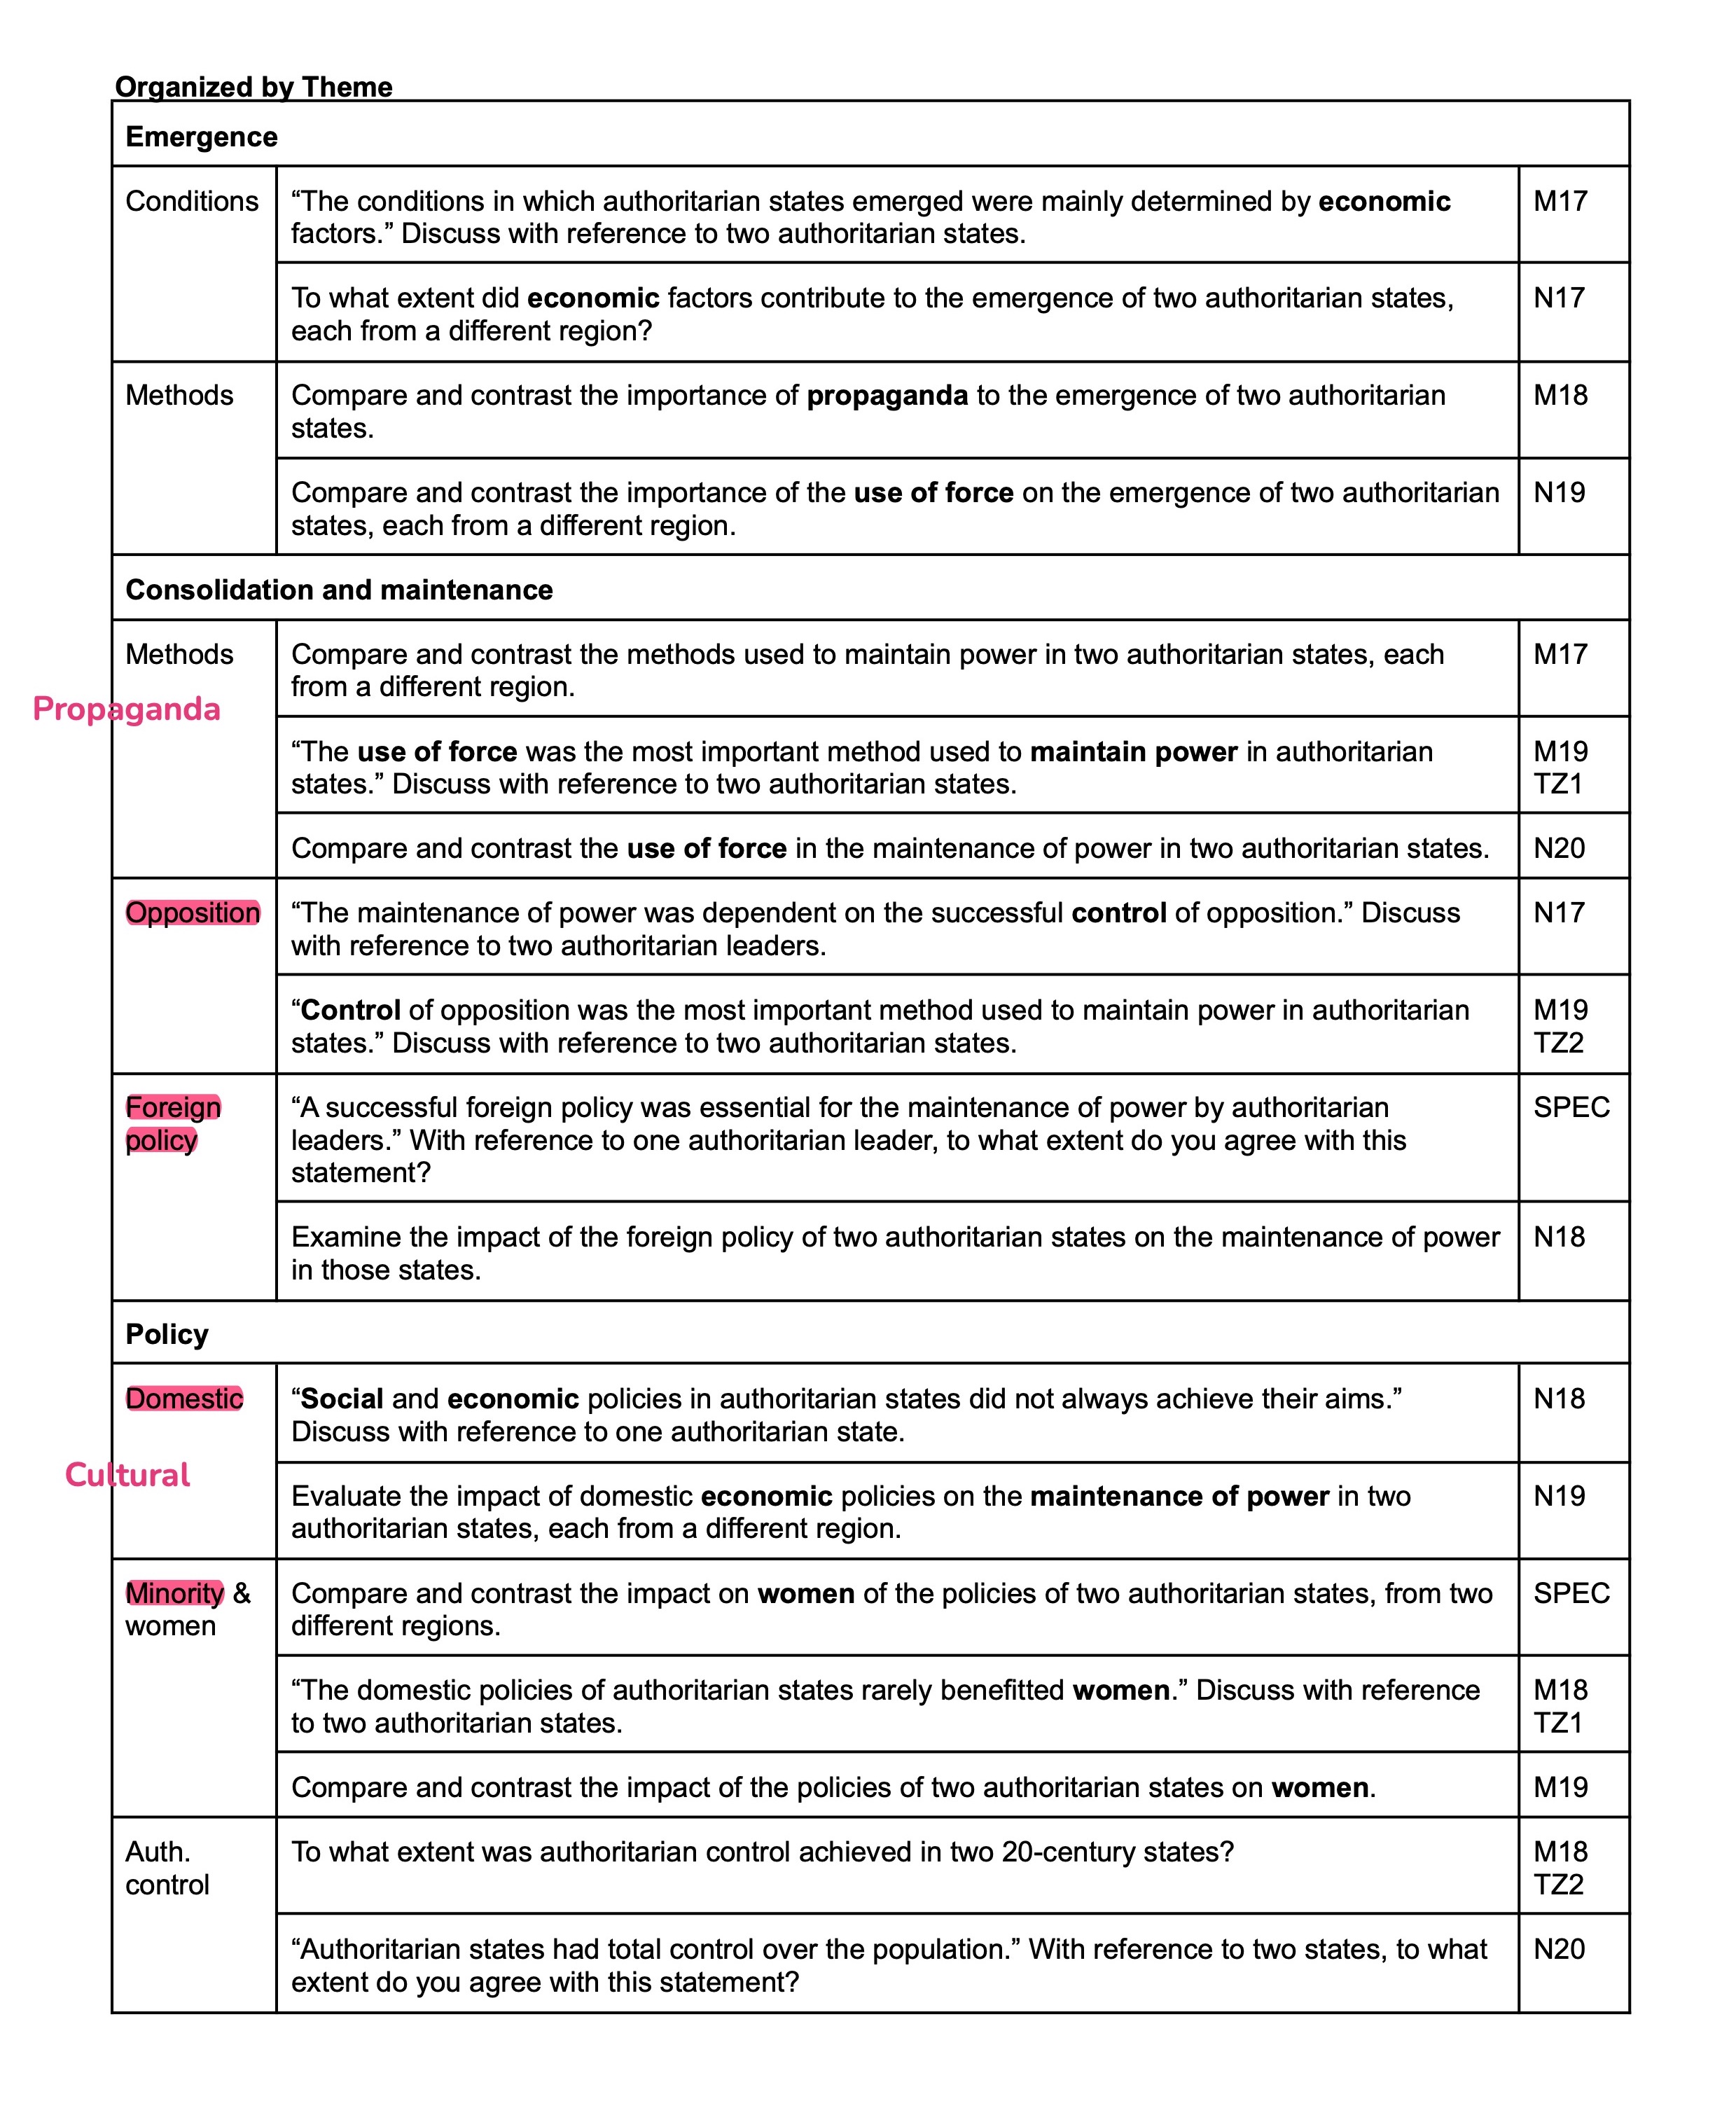 Organized by Theme
Emergence
Conditions
“The conditions in which authoritarian states emerged were mainly determined by economic
factors.” Discuss with reference to two authoritarian states.
M17
To what extent did economic factors contribute to the emergence of two authoritarian states,
each from a different region?
N17
Methods
Compare and contrast the importance of propaganda to the emergence of two authoritarian
states.
M18
Compare and contrast the importance of the use of force on the emergence of two authoritarian
states, each from a different region.
N19
Consolidation and maintenance
Methods
Propaganda
Compare and contrast the methods used to maintain power in two authoritarian states, each
from a different region.
M17
“The use of force was the most important method used to maintain power in authoritarian
states.” Discuss with reference to two authoritarian states.
M19
TZ1
Compare and contrast the use of force in the maintenance of power in two authoritarian states.
N20
Opposition
“The maintenance of power was dependent on the successful control of opposition.” Discuss
with reference to two authoritarian leaders.
N17
“Control of opposition was the most important method used to maintain power in authoritarian
states.” Discuss with reference to two authoritarian states.
M19
TZ2
Foreign
policy
“A successful foreign policy was essential for the maintenance of power by authoritarian
leaders.” With reference to one authoritarian leader, to what extent do you agree with this
statement?
SPEC
Examine the impact of the foreign policy of two authoritarian states on the maintenance of power
in those states.
N18
Policy
Domestic
Cultural
“Social and economic policies in authoritarian states did not always achieve their aims.”
Discuss with reference to one authoritarian state.
N18
Evaluate the impact of domestic economic policies on the maintenance of power in two
authoritarian states, each from a different region.
N19
Minority &
women
Compare and contrast the impact on women of the policies of two authoritarian states, from two
different regions.
SPEC
“The domestic policies of authoritarian states rarely benefitted women.” Discuss with reference
to two authoritarian states.
M18
TZ1
Compare and contrast the impact of the policies of two authoritarian states on women.
M19
Auth.
control
To what extent was authoritarian control achieved in two 20-century states?
M18
TZ2
“Authoritarian states had total control over the population.” With reference to two states, to what
extent do you agree with this statement?
N20